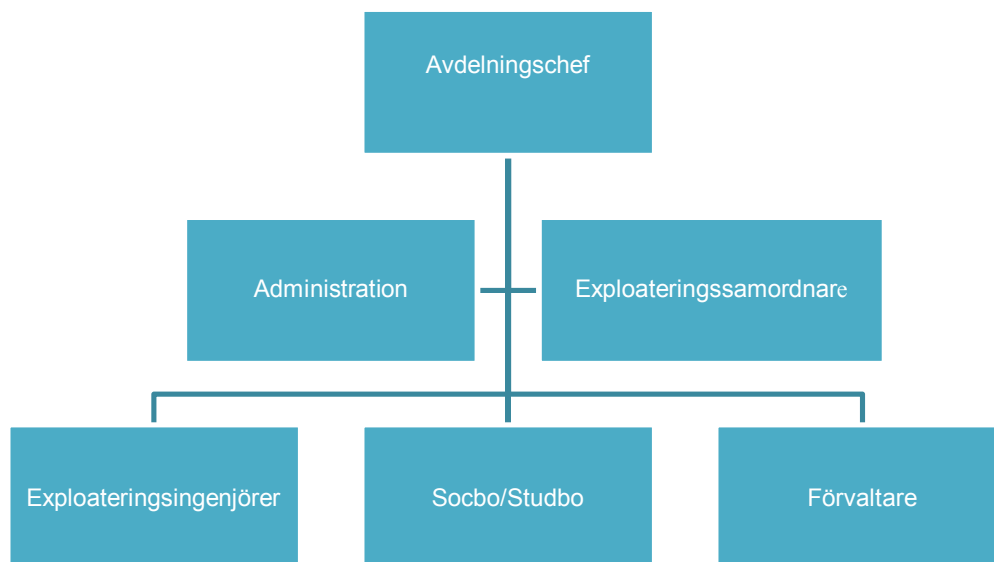 Avdelningschef
Administration
Exploateringssamordnare
Exploateringsingenjörer
Socbo/Studbo
Förvaltare